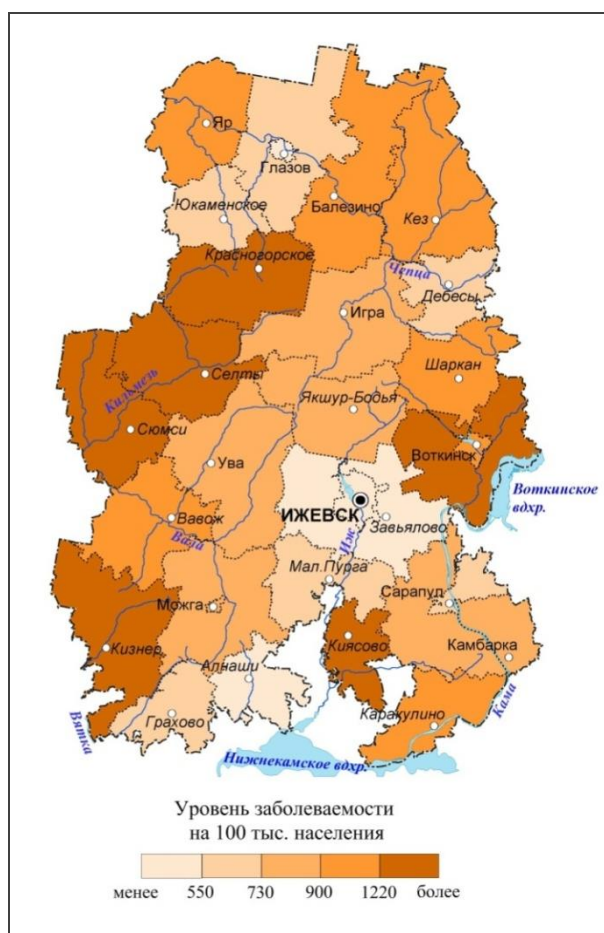 Яр
Глазов
Юкаменское
Балезино
Кез
Красногорское
Чепца
Дебесы
Игра
Шаркан
Кильмезь
Селты
Якшур-Бодья
Сюмси
Ува
Воткинск
Воткинское
вдхр.
ИЖЕВСК
Завьялово
Вавож
Вала
Иж
Мал.Пурга
Можга
Сарапул
Киясово
Камбарка
Кизнер
Алнаши
Каракулино
Кама
Грахово
Вятка
Нижнекамское вдхр.
Уровень заболеваемости
на 100 тыс. населения
менее 550 730 900 1220 более